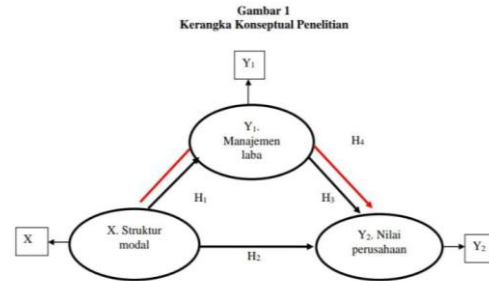 Gambar 1
Kerangka Konseptual Penelitian
Y1
Y1.
Manajemen
laba
H4
H1
H3
X
X. Struktur
modal
H2
Y2. Nilai
perusahaan
Y2